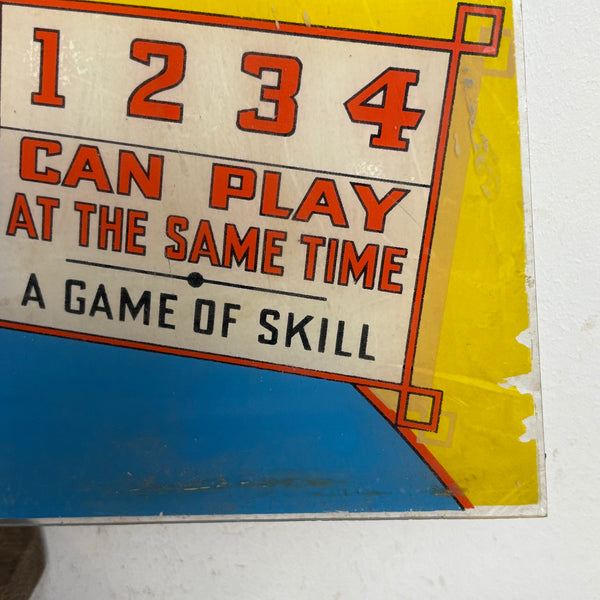 1 2 3 4
CAN PLAY
AT THE SAME TIME
A GAME OF SKILL